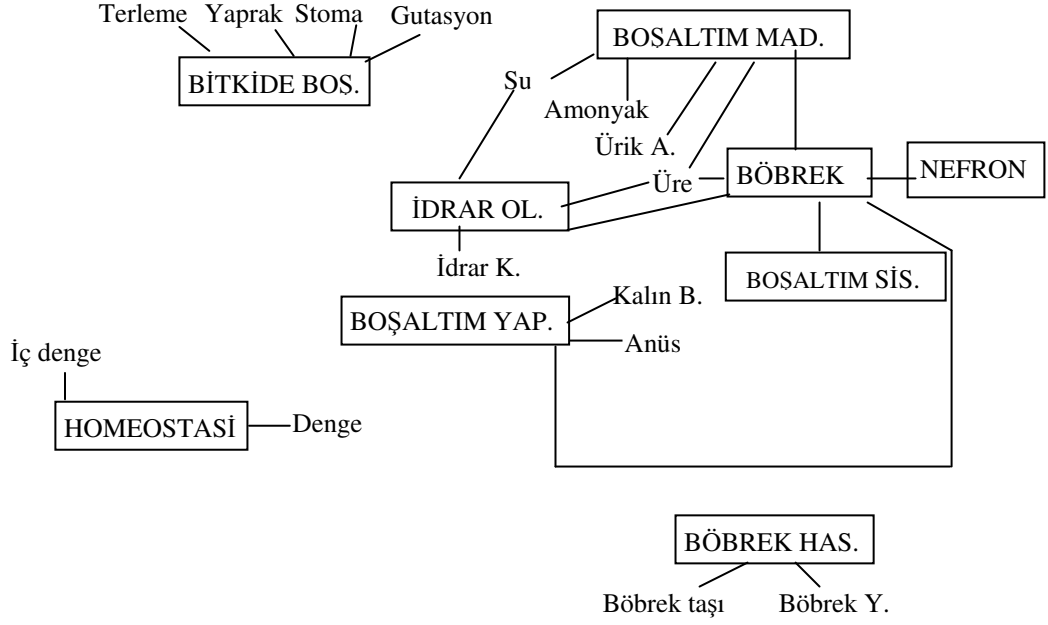 Terleme Yaprak Stoma Gutasyon
BOŞALTIM MAD.
BİTKİDE BOŞ.
Su
Amonyak
Ürik A.
Üre
BÖBREK
NEFRON
İDRAR OL.
İdrar K.
BOŞALTIM SİS.
Kalın B.
BOŞALTIM YAP.
Anüs
İç denge
HOMEOSTASİ
Denge
BÖBREK HAS.
Böbrek taşı
Böbrek Y.